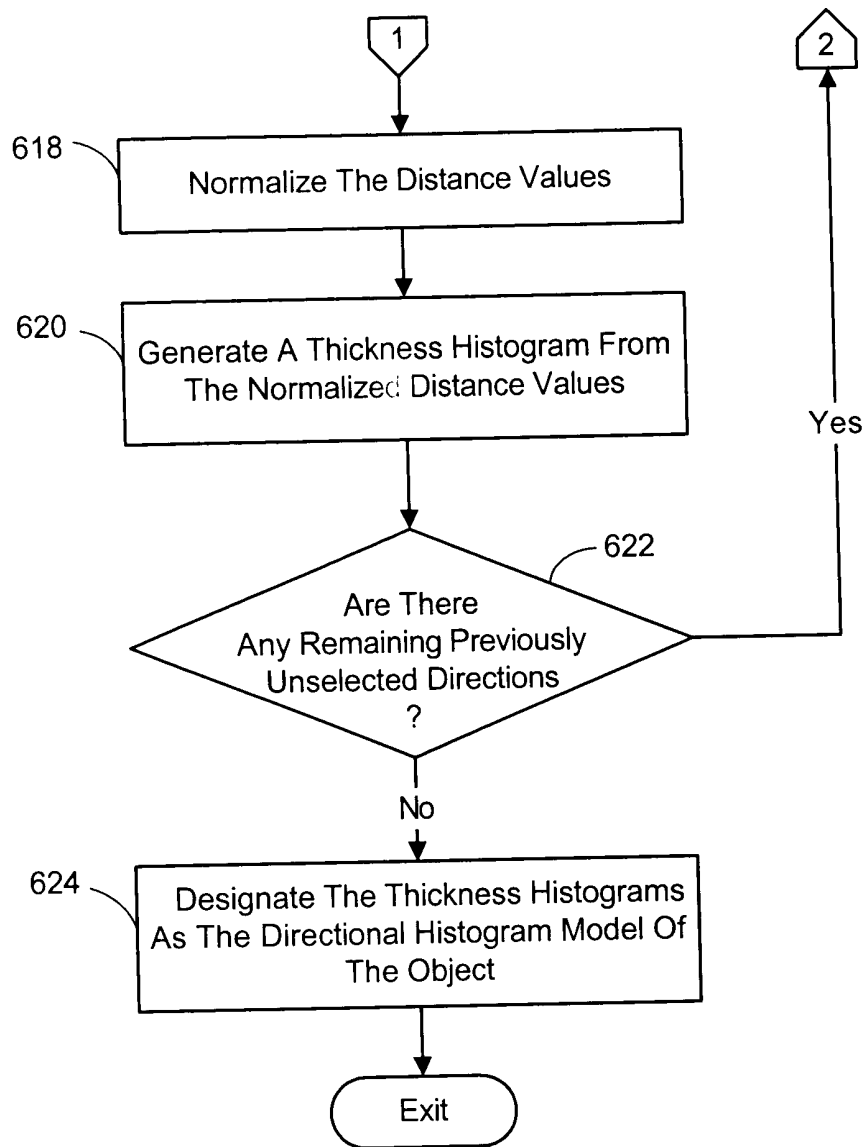 1
2
618
Normalize The Distance Values
620
Generate A Thickness Histogram From
The Normalized Distance Values
Yes
622
Are There
Any Remaining Previously
Unselected Directions
?
No
624
Designate The Thickness Histograms
As The Directional Histogram Model Of
The Object
Exit